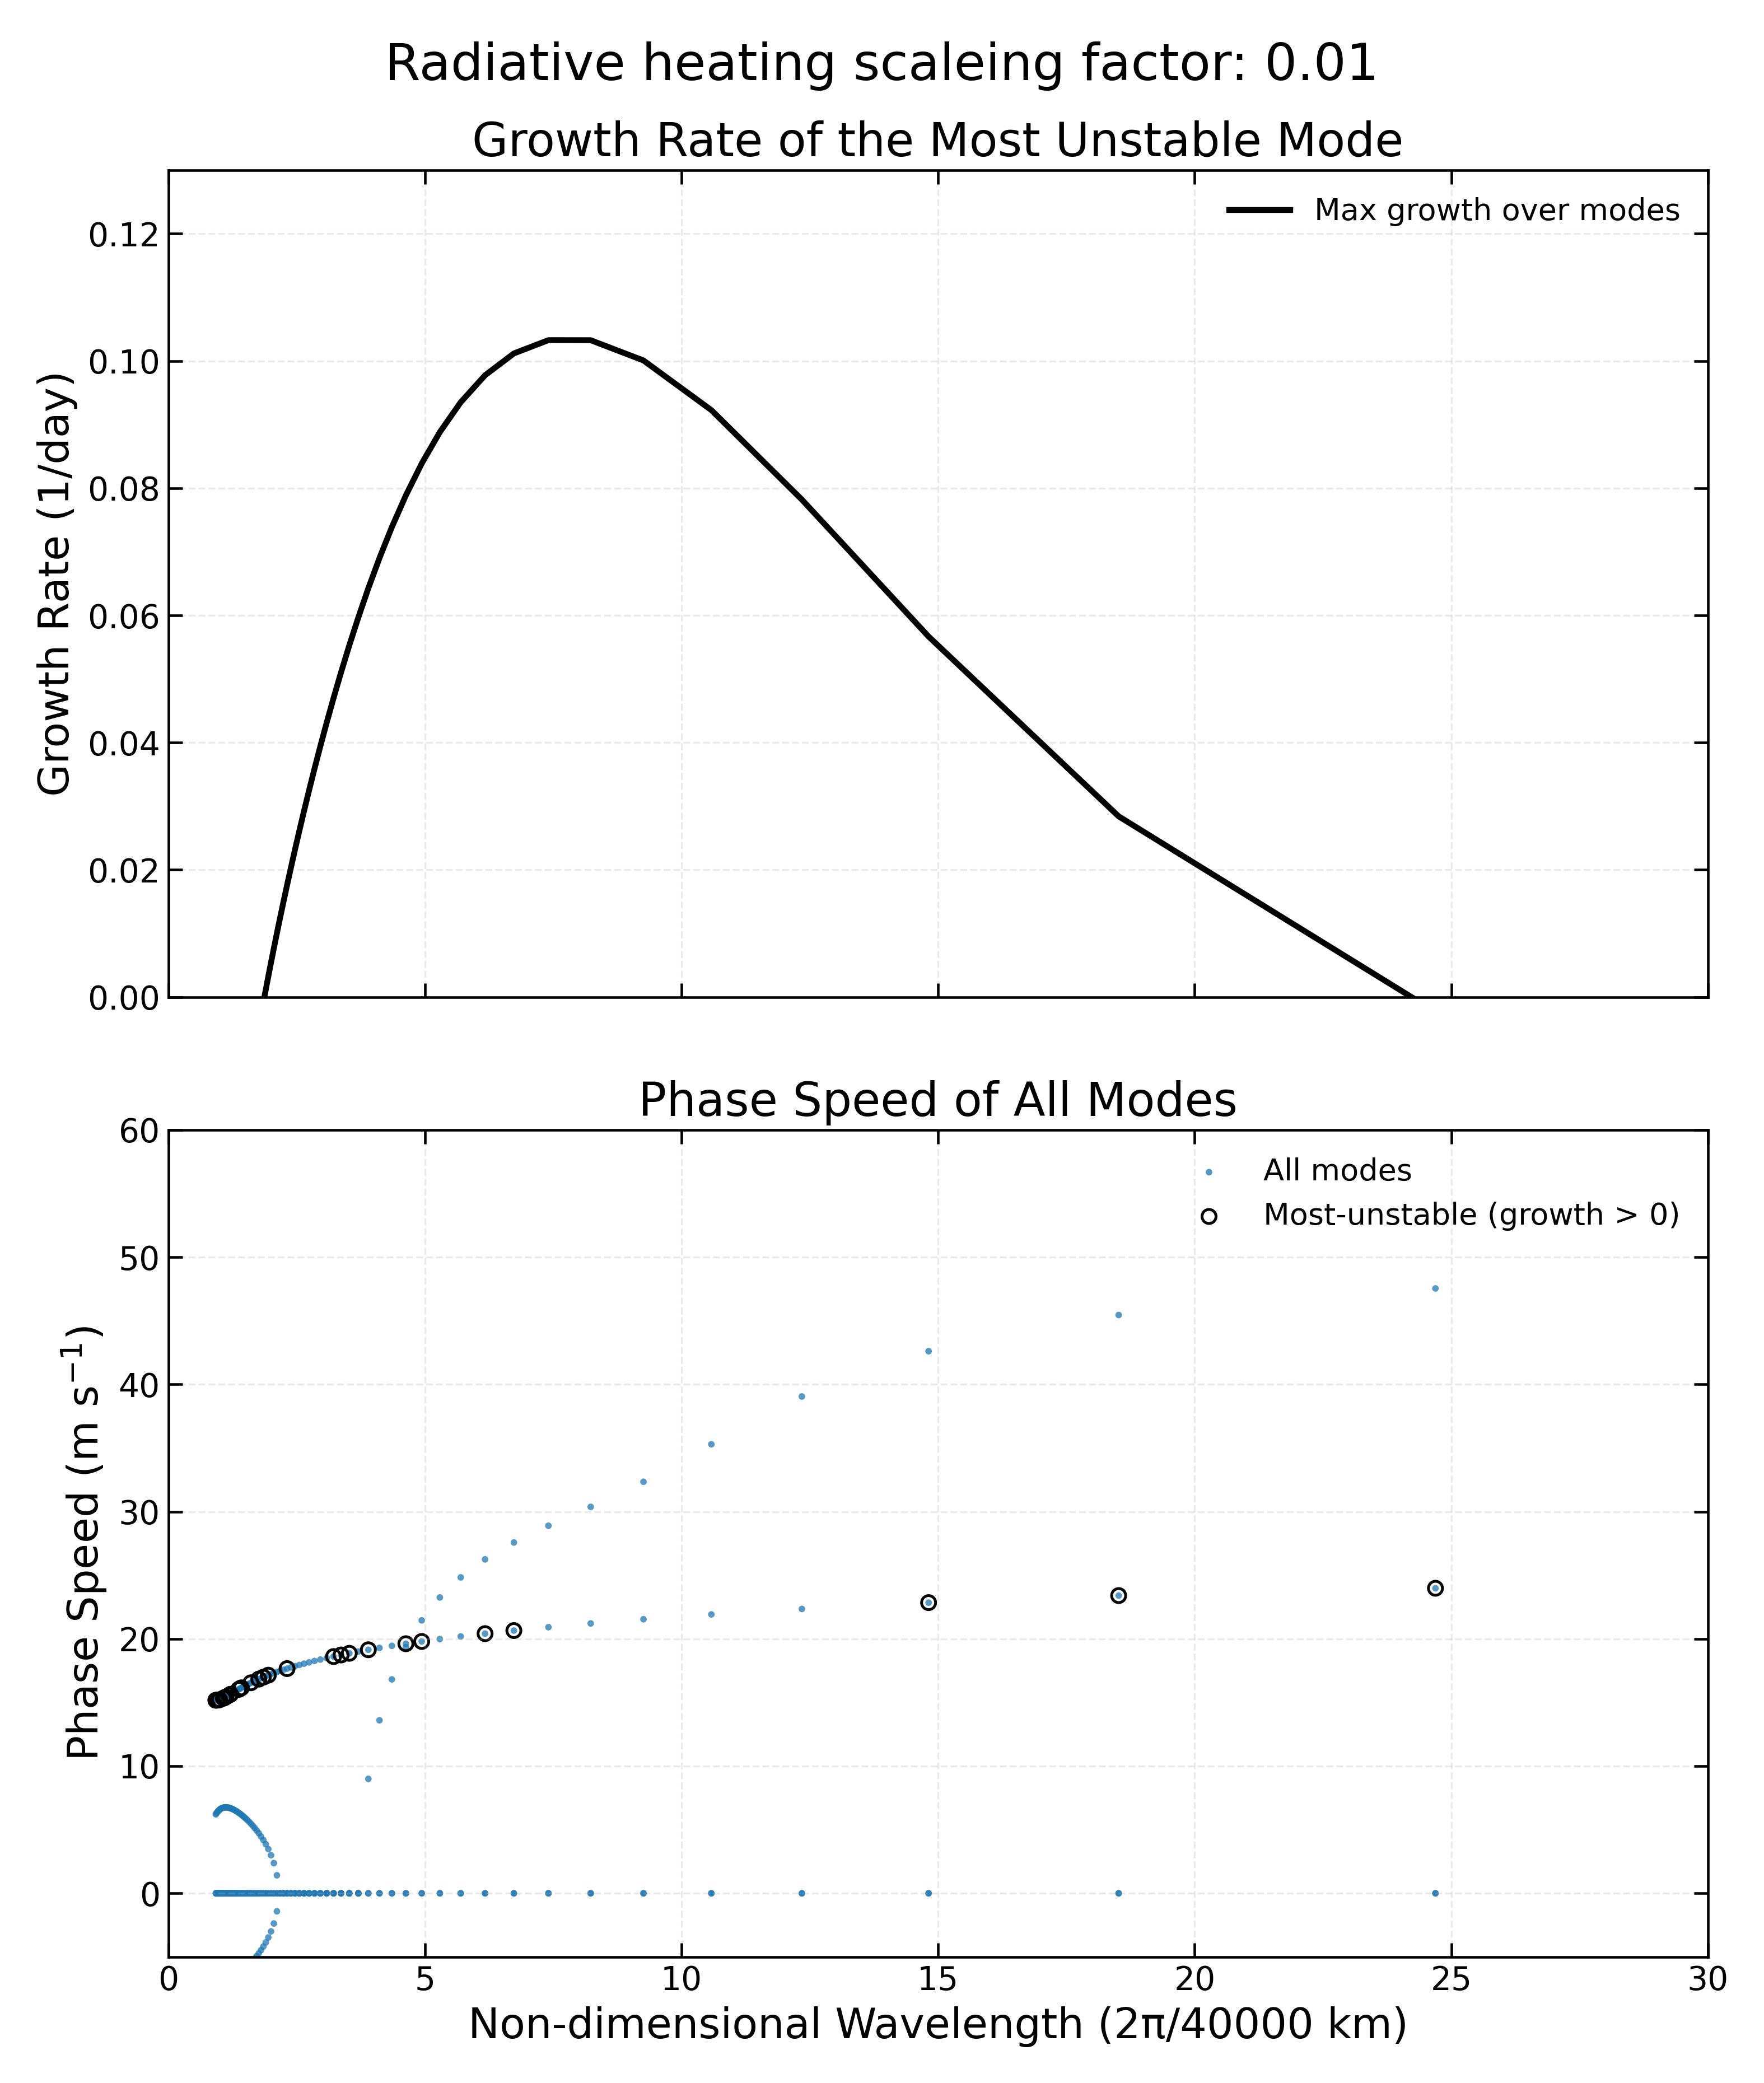 Radiative heating scaleing factor: 0.01
Growth Rate of the Most Unstable Mode
Max growth over modes
Growth Rate (1/day)
0.12
0.10
0.08
0.06
0.04
0.02
0.00
Phase Speed of All Modes
All modes
Most-unstable (growth > 0)
Phase Speed (m s⁻¹)
60
50
40
30
20
10
0
0 5 10 15 20 25 30
Non-dimensional Wavelength (2π/40000 km)